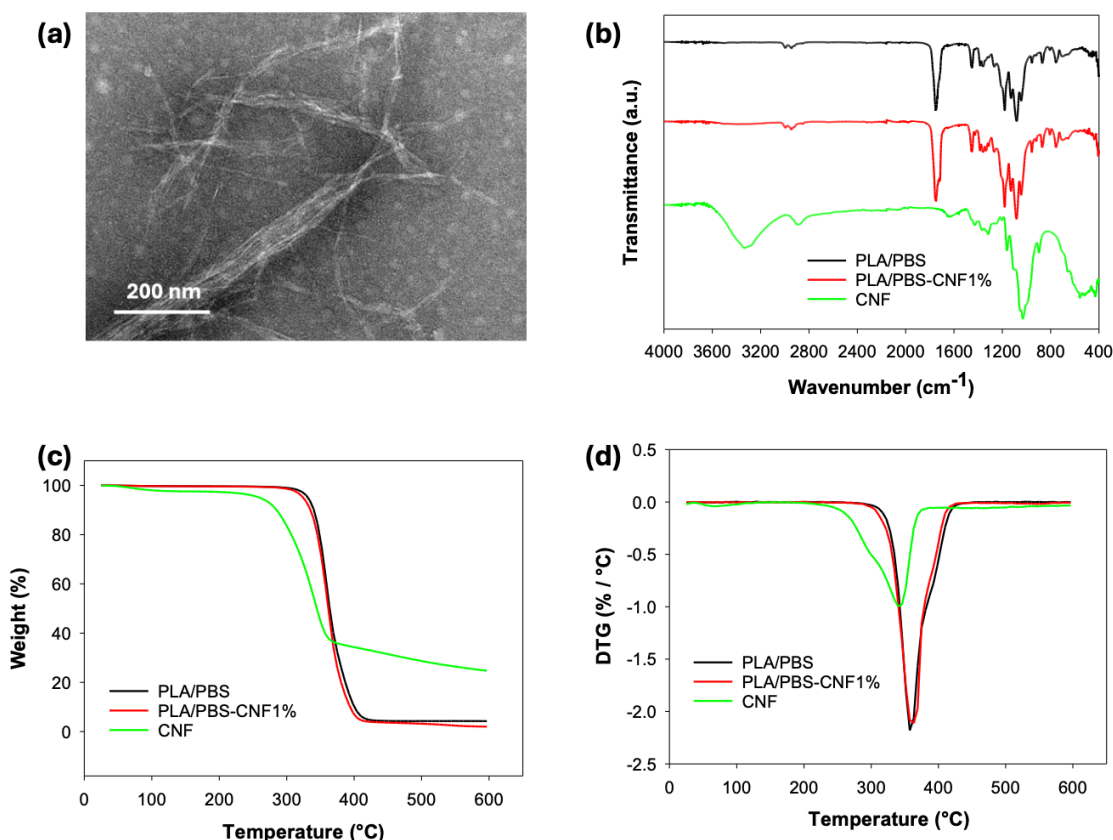 (a)
200 nm
(b)
Transmittance (a.u.)
PLA/PBS
PLA/PBS-CNF1%
CNF
4000 3600 3200 2800 2400 2000 1600 1200 800 400
Wavenumber (cm⁻¹)
(c)
Weight (%)
100
80
60
40
20
0
PLA/PBS
PLA/PBS-CNF1%
CNF
0 100 200 300 400 500 600
Temperature (°C)
(d)
DTG (% / °C)
0.5
0.0
-0.5
-1.0
-1.5
-2.0
-2.5
PLA/PBS
PLA/PBS-CNF1%
CNF
0 100 200 300 400 500 600
Temperature (°C)